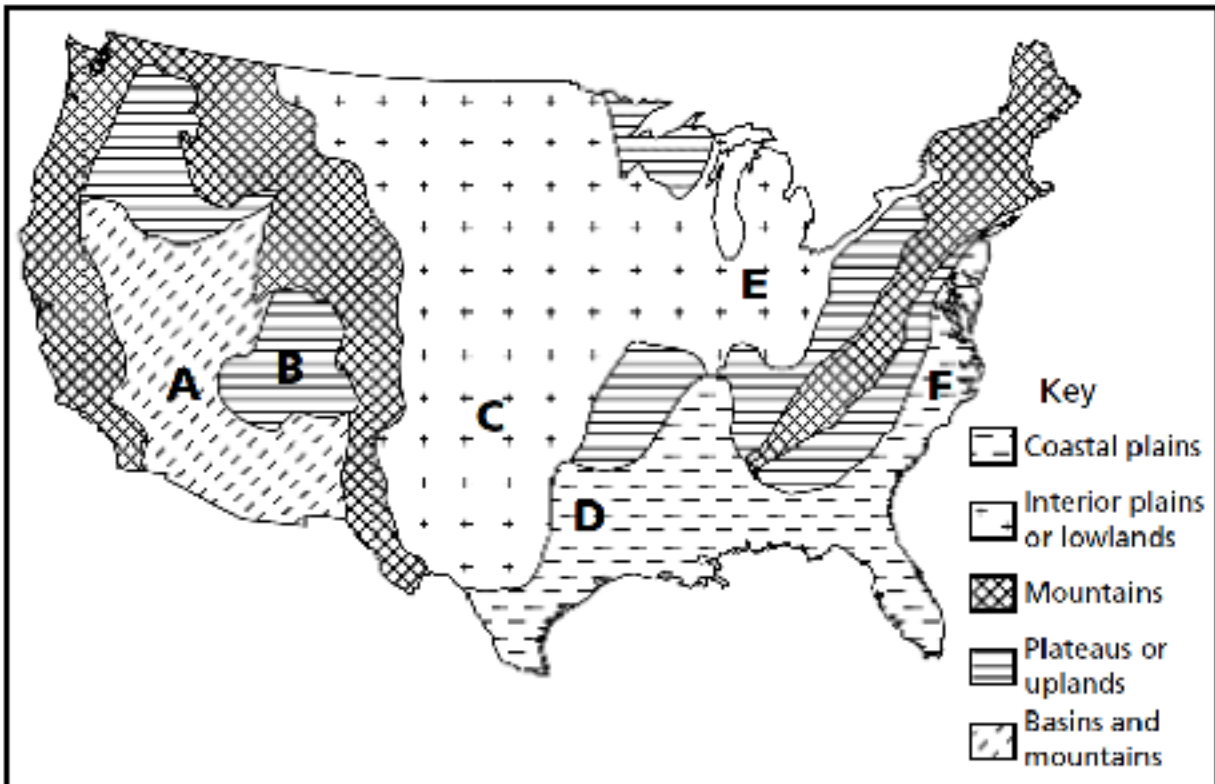 E
B
A
F
Key
C
Coastal plains
Interior plains
or lowlands
D
Mountains
Plateaus or
uplands
Basins and
mountains